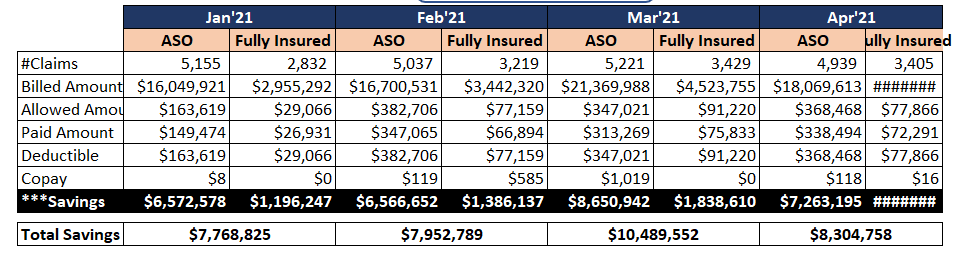 Jan'21 Feb'21 Mar'21 Apr'21
ASO Fully Insured ASO Fully Insured ASO Fully Insured ASO ully Insured
#Claims 5,155 2,832 5,037 3,219 5,221 3,429 4,939 3,405
Billed Amount $16,049,921 $2,955,292 $16,700,531 $3,442,320 $21,369,988 $4,523,755 $18,069,613 #######
Allowed Amou $163,619 $29,066 $382,706 $77,159 $347,021 $91,220 $368,468 $77,866
Paid Amount $149,474 $26,931 $347,065 $66,894 $313,269 $75,833 $338,494 $72,291
Deductible $163,619 $29,066 $382,706 $77,159 $347,021 $91,220 $368,468 $77,866
Copay $8 $0 $119 $585 $1,019 $0 $118 $16
***Savings $6,572,578 $1,196,247 $6,566,652 $1,386,137 $8,650,942 $1,838,610 $7,263,195 #######
Total Savings $7,768,825 $7,952,789 $10,489,552 $8,304,758